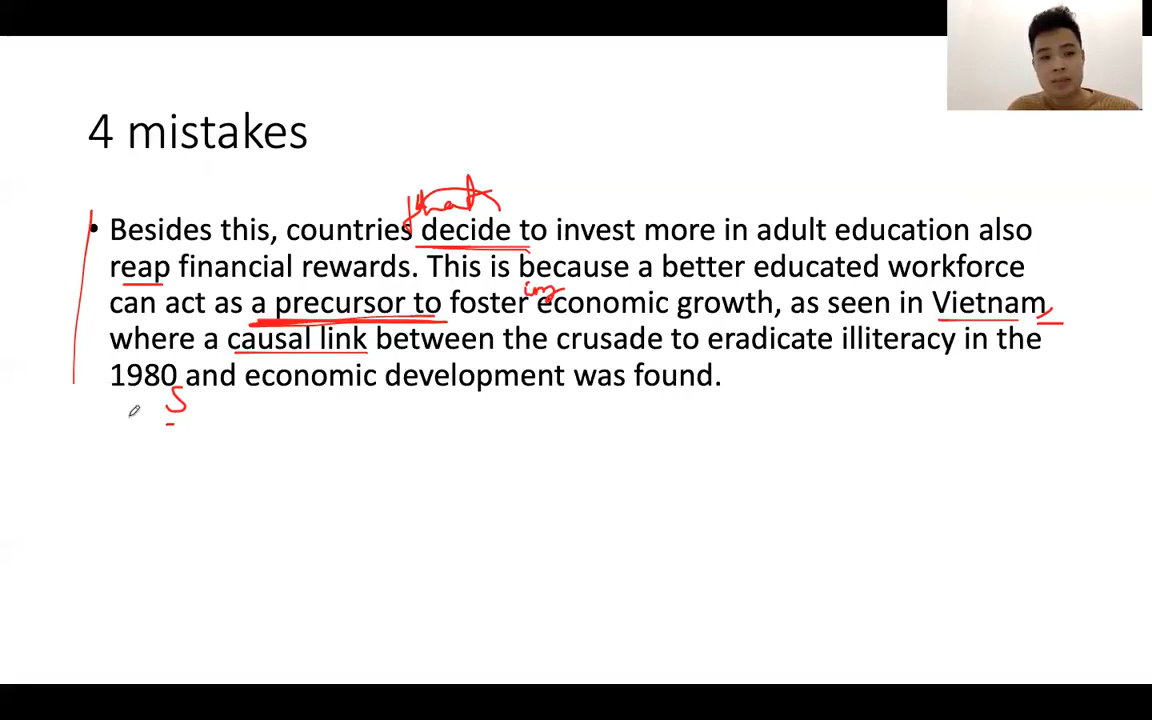 4 mistakes
that
• Besides this, countries decide to invest more in adult education also
reap financial rewards. This is because a better educated workforce
ing
can act as a precursor to foster economic growth, as seen in Vietnam,
where a causal link between the crusade to eradicate illiteracy in the
1980 and economic development was found.
s